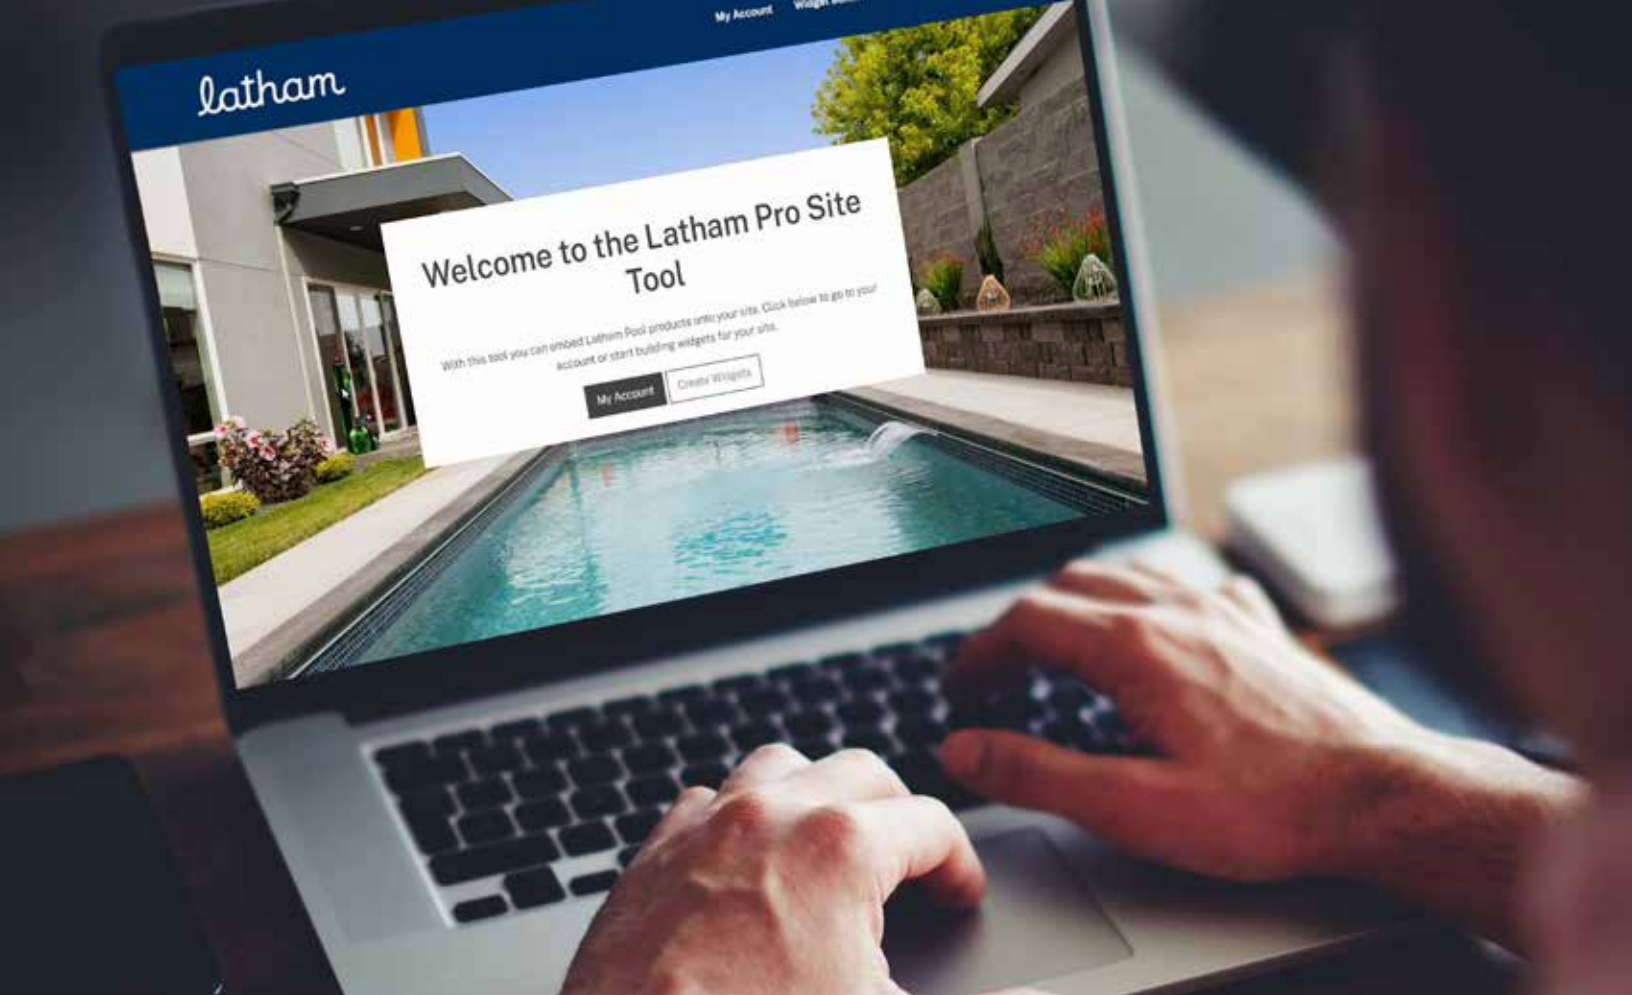 My Account Widget
latham
Welcome to the Latham Pro Site
Tool
With this tool you can embed Latham Pool products onto your site. Click below to go to your
account or start building widgets for your site.
My Account Create Widgets